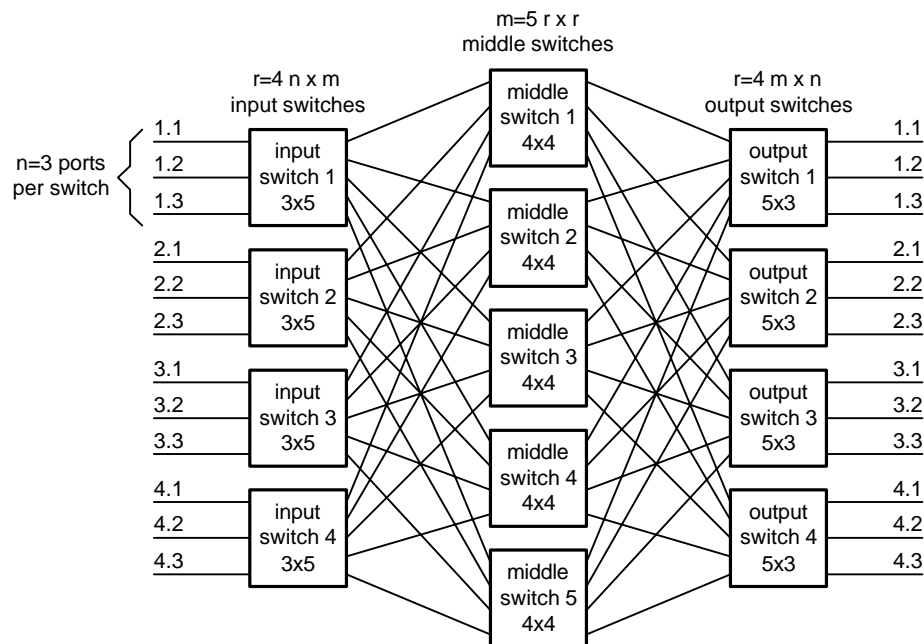 m=5 r x r
middle switches
r=4 n x m
input switches
r=4 m x n
output switches
n=3 ports
per switch
1.1
1.2
1.3
2.1
2.2
2.3
3.1
3.2
3.3
4.1
4.2
4.3
input
switch 1
3x5
input
switch 2
3x5
input
switch 3
3x5
input
switch 4
3x5
middle
switch 1
4x4
middle
switch 2
4x4
middle
switch 3
4x4
middle
switch 4
4x4
middle
switch 5
4x4
output
switch 1
5x3
output
switch 2
5x3
output
switch 3
5x3
output
switch 4
5x3
1.1
1.2
1.3
2.1
2.2
2.3
3.1
3.2
3.3
4.1
4.2
4.3